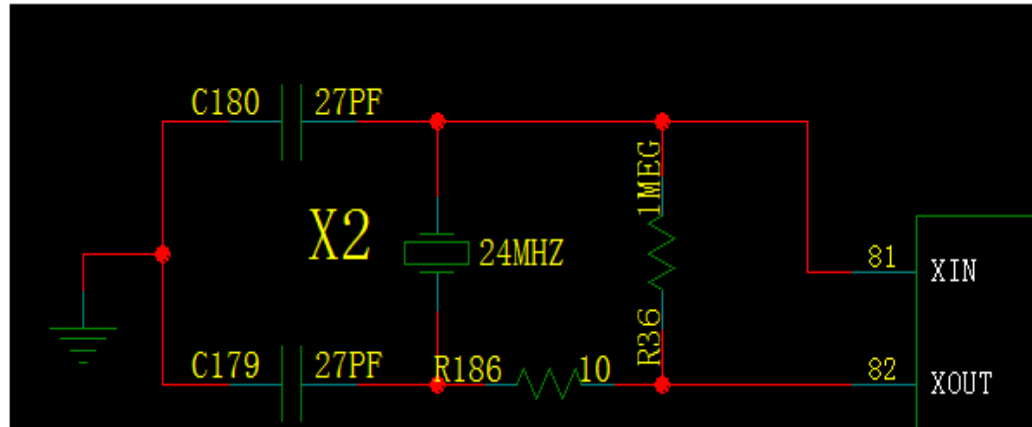 C180 27PF
1MEG
X2 24MHZ
81 XIN
R36
C179 27PF R186 10 82 XOUT